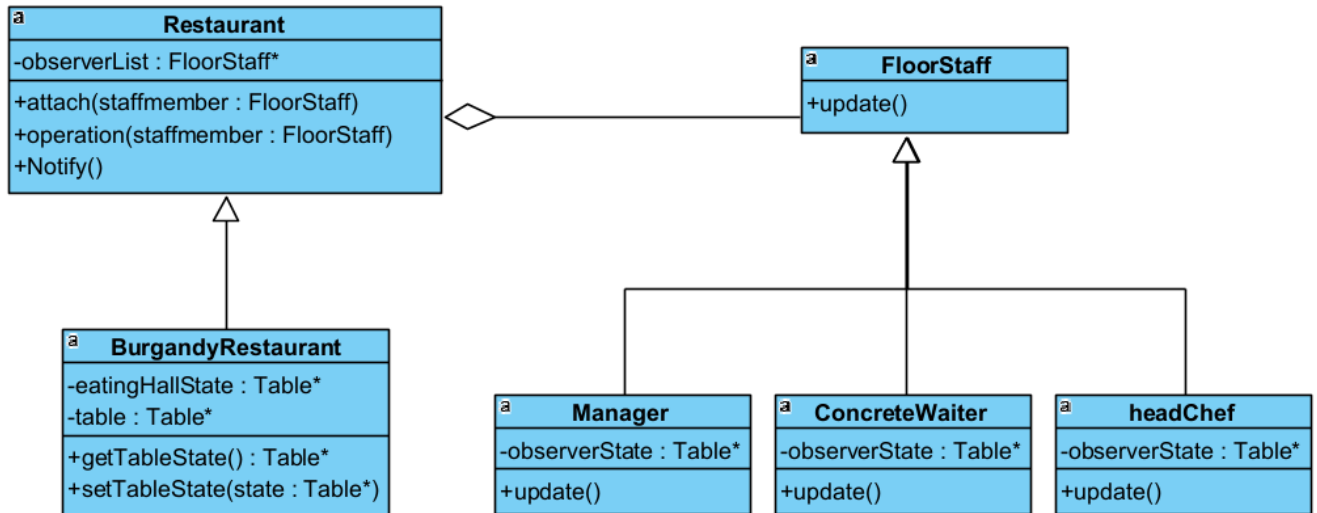 a
Restaurant
-observerList : FloorStaff*
+attach(staffmember : FloorStaff)
+operation(staffmember : FloorStaff)
+Notify()
a
FloorStaff
+update()
a
BurgandyRestaurant
-eatingHallState : Table*
-table : Table*
+getTableState() : Table*
+setTableState(state : Table*)
a
Manager
-observerState : Table*
+update()
a
ConcreteWaiter
-observerState : Table*
+update()
a
headChef
-observerState : Table*
+update()